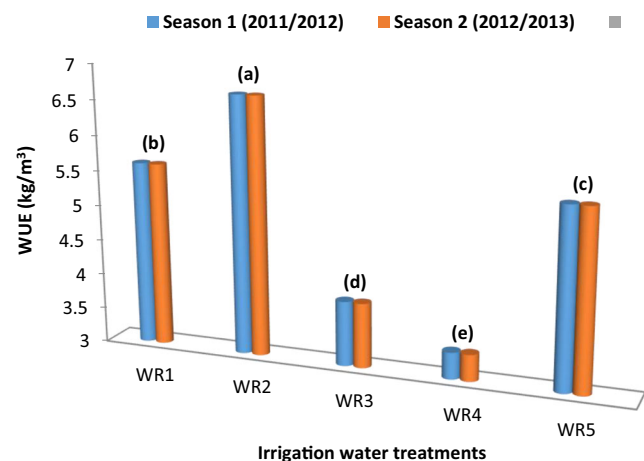 Season 1 (2011/2012) Season 2 (2012/2013)
7
6.5
6
5.5
5
4.5
4
3.5
3
WUE (kg/m³)
(b)
(a)
(d)
(e)
(c)
WR1
WR2
WR3
WR4
WR5
Irrigation water treatments